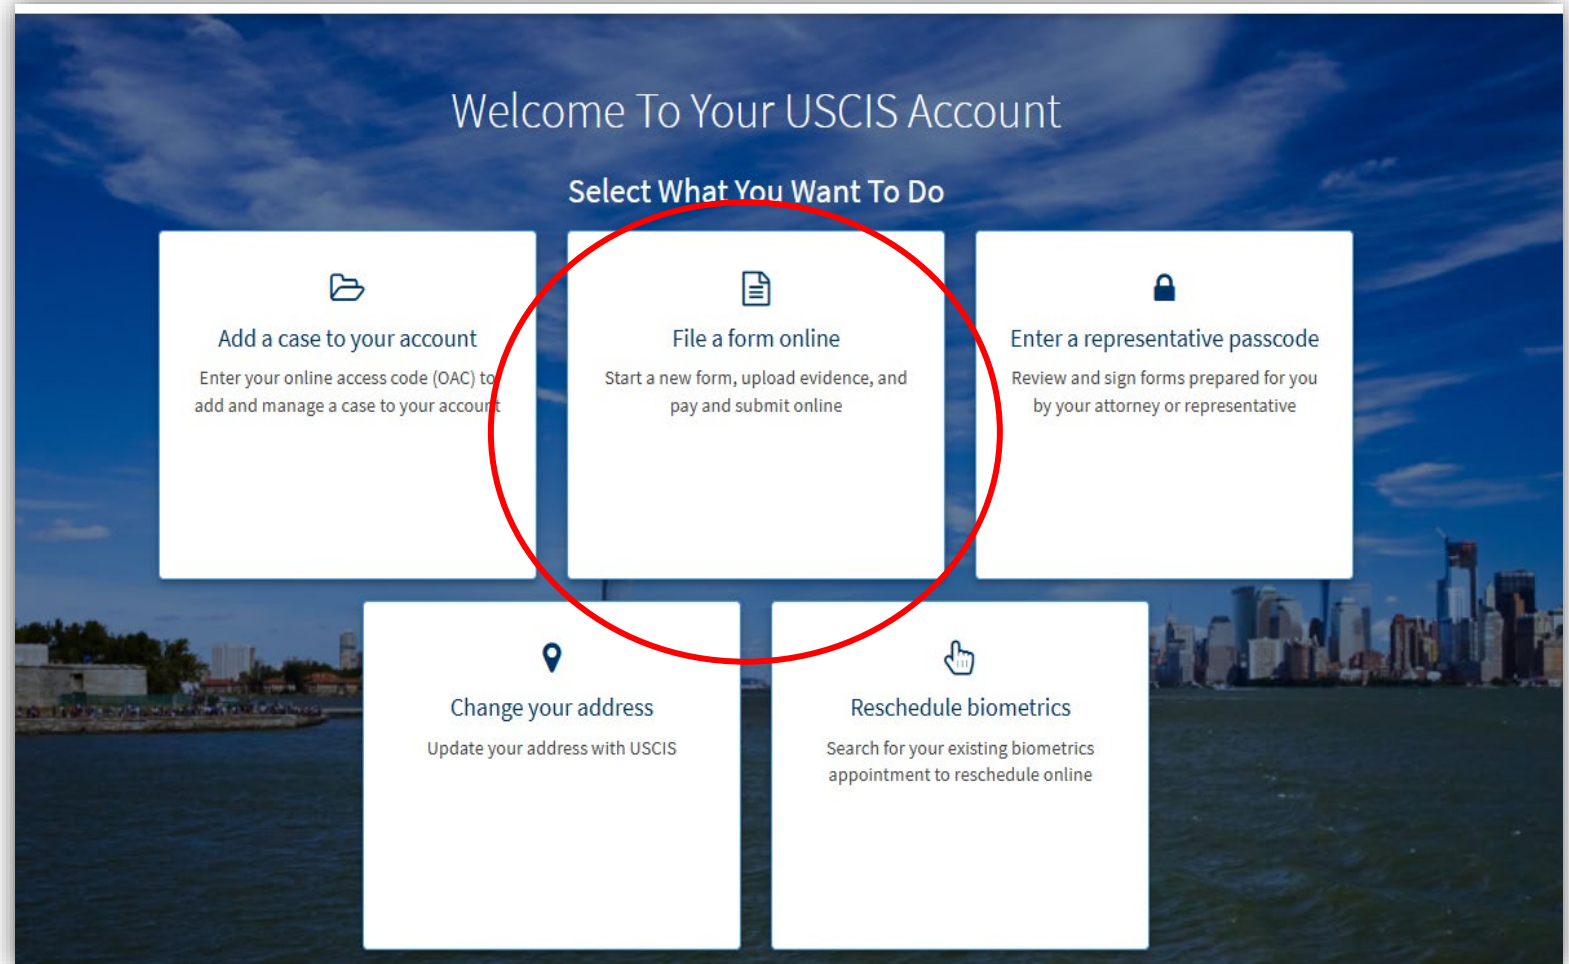 Welcome To Your USCIS Account
Select What You Want To Do
Add a case to your account
Enter your online access code (OAC) to
add and manage a case to your account
File a form online
Start a new form, upload evidence, and
pay and submit online
Enter a representative passcode
Review and sign forms prepared for you
by your attorney or representative
Change your address
Update your address with USCIS
Reschedule biometrics
Search for your existing biometrics
appointment to reschedule online